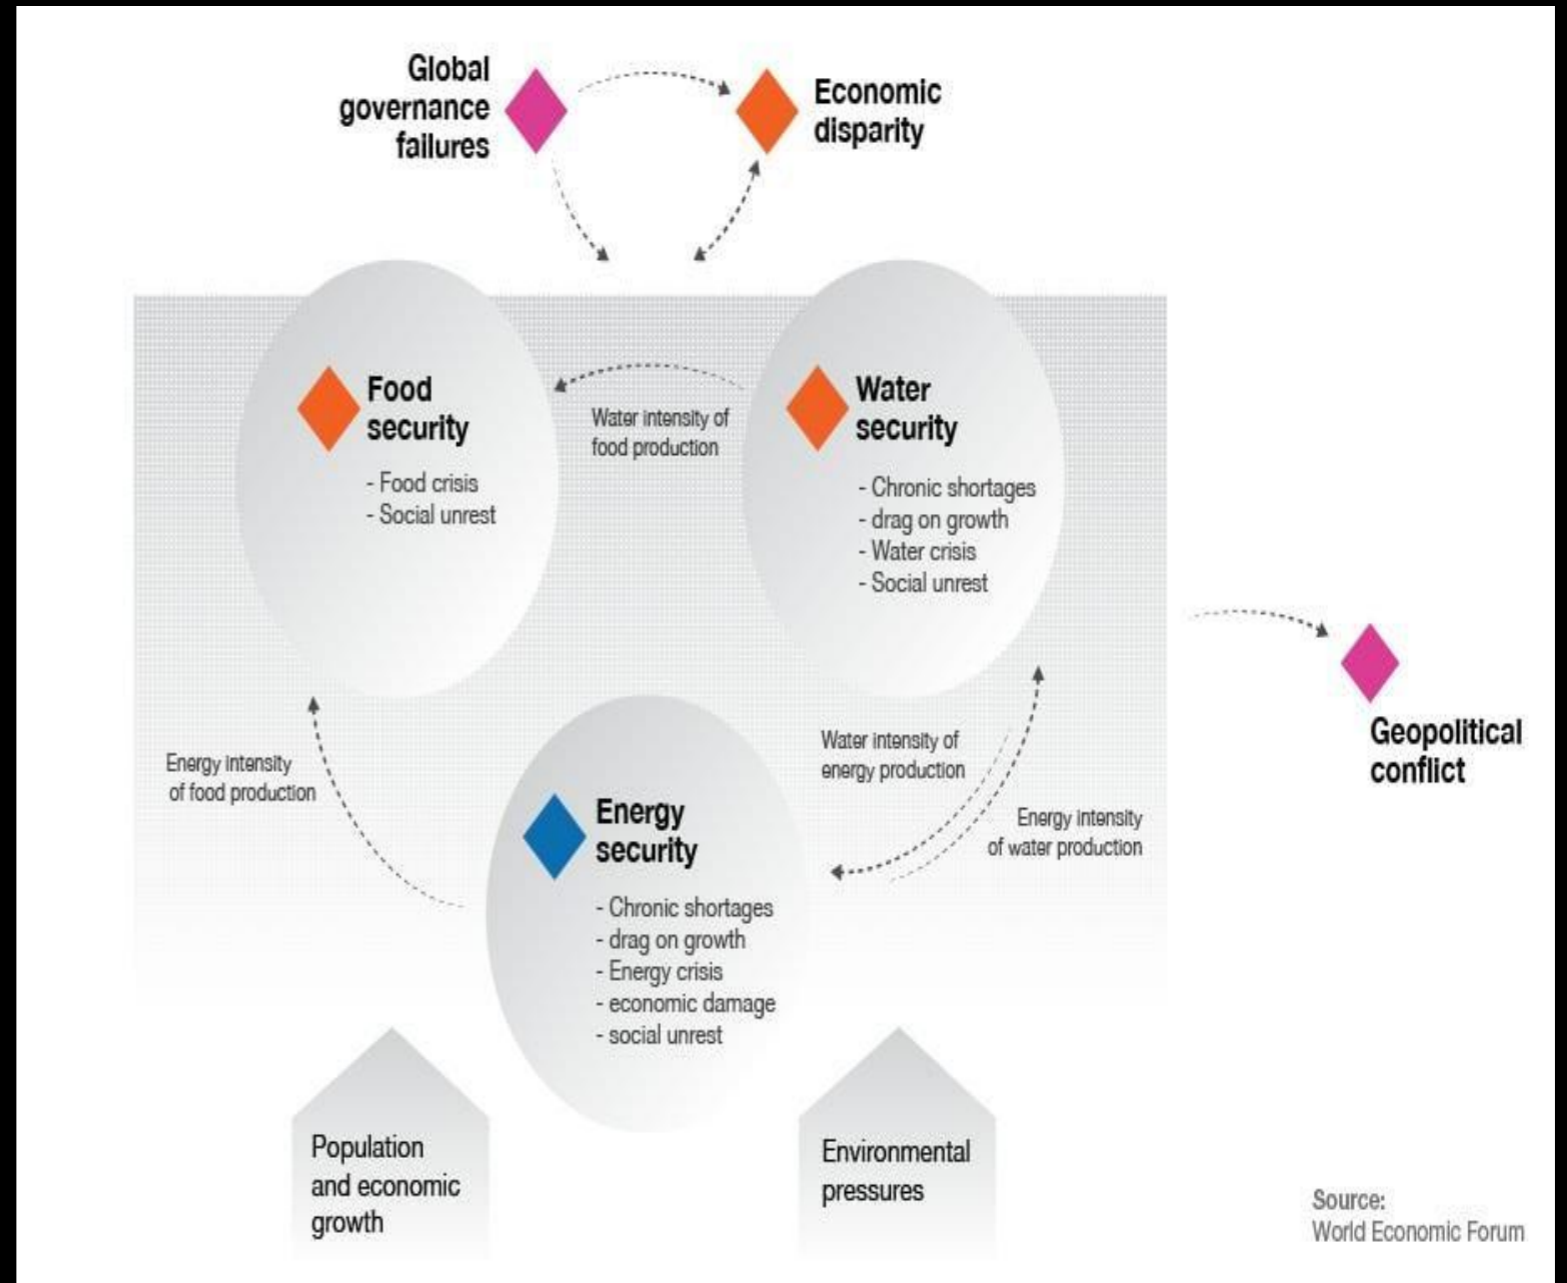 Global
governance
failures
Economic
disparity
Food
security
- Food crisis
- Social unrest
Water intensity of
food production
Water
security
- Chronic shortages
- drag on growth
- Water crisis
- Social unrest
Geopolitical
conflict
Energy intensity
of food production
Water intensity of
energy production
Energy intensity
of water production
Energy
security
- Chronic shortages
- drag on growth
- Energy crisis
- economic damage
- social unrest
Population
and economic
growth
Environmental
pressures
Source:
World Economic Forum